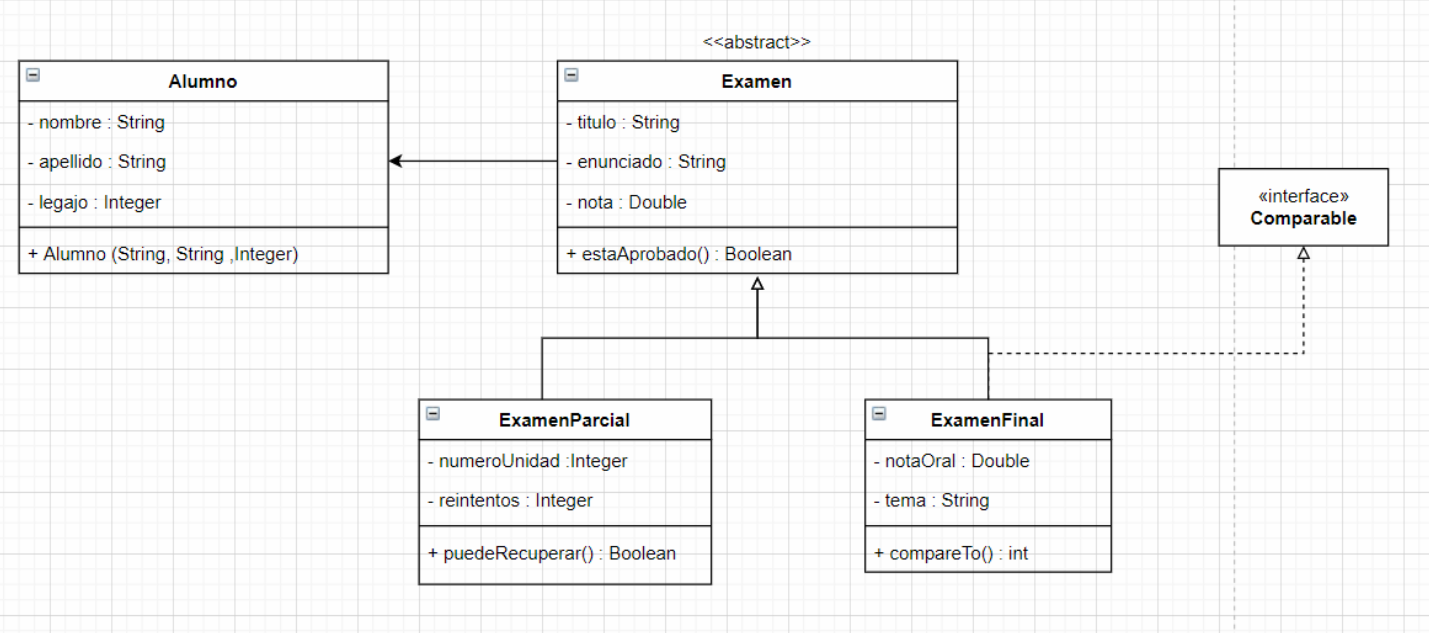 <<abstract>>
Alumno
- nombre : String
- apellido : String
- legajo : Integer
+ Alumno (String, String ,Integer)
Examen
- titulo : String
- enunciado : String
- nota : Double
+ estaAprobado() : Boolean
«interface»
Comparable
ExamenParcial
- numeroUnidad :Integer
- reintentos : Integer
+ puedeRecuperar() : Boolean
ExamenFinal
- notaOral : Double
- tema : String
+ compareTo() : int